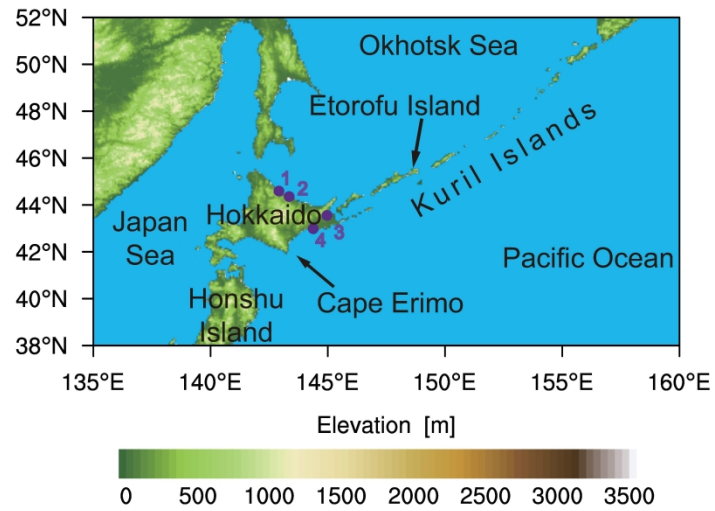 52°N
Okhotsk Sea
50°N
Etorofu Island
48°N
46°N
Kuril Islands
1
2
44°N
Hokkaido
3
Japan
Sea
4
42°N
Pacific Ocean
Cape Erimo
40°N
Honshu
Island
38°N
135°E 140°E 145°E 150°E 155°E 160°E
Elevation [m]
0 500 1000 1500 2000 2500 3000 3500